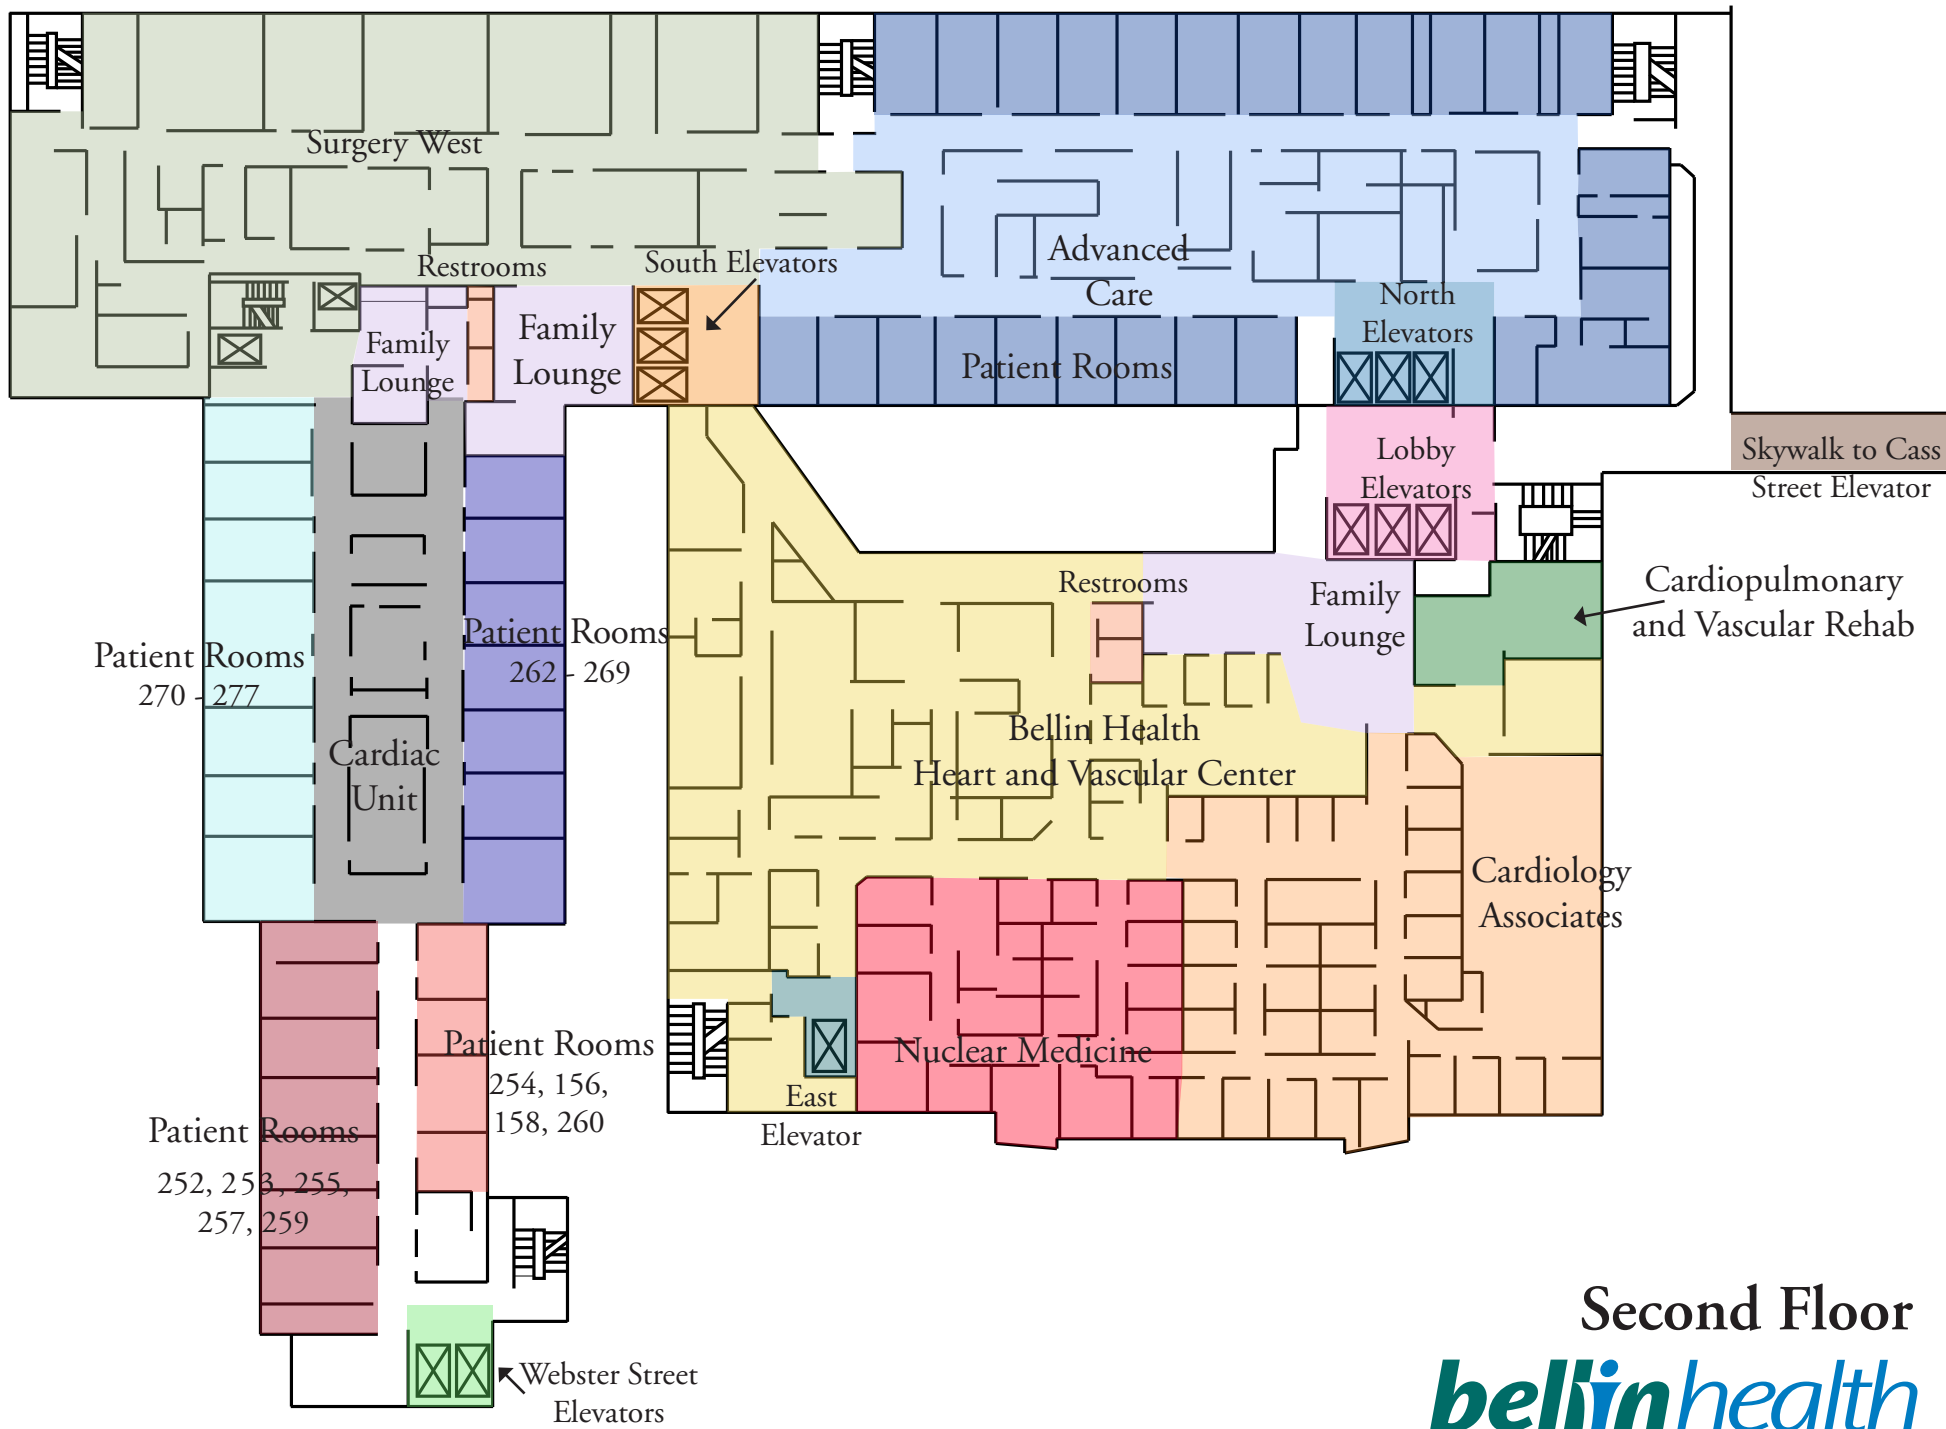 Surgery West
Restrooms
South Elevators
Advanced
Care
North
Elevators
Family
Lounge
Family
Lounge
Patient Rooms
Lobby
Elevators
Skywalk to Cass
Street Elevator
Restrooms
Family
Lounge
Cardiopulmonary
and Vascular Rehab
Patient Rooms
270 - 277
Patient Rooms
262 - 269
Cardiac
Unit
Bellin Health
Heart and Vascular Center
Cardiology
Associates
Patient Rooms
254, 156,
158, 260
Nuclear Medicine
East
Elevator
Patient Rooms
252, 253, 255,
257, 259
Webster Street
Elevators
Second Floor
bellinhealth